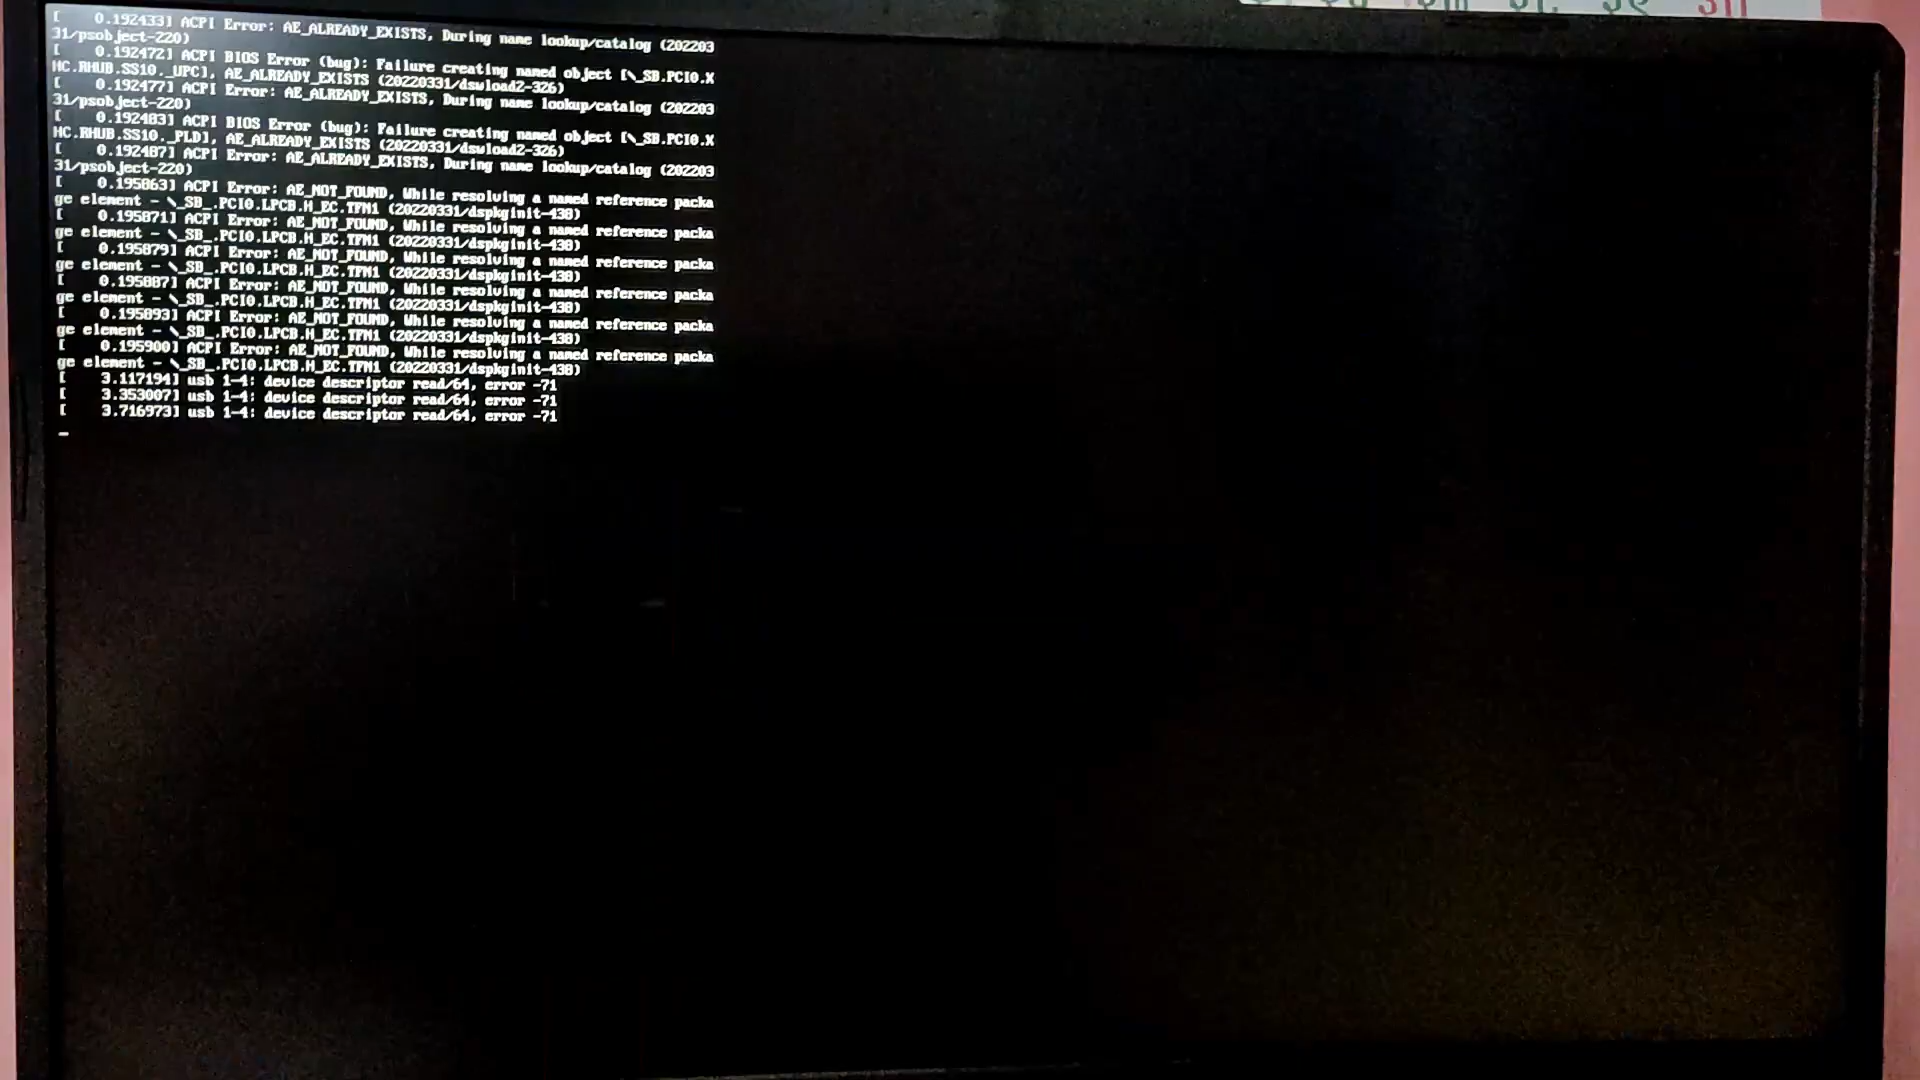 [    0.192433] ACPI Error: AE_ALREADY_EXISTS, During name lookup/catalog (202203
31/psobject-220)
[    0.192472] ACPI BIOS Error (bug): Failure creating named object [\_SB.PCI0.X
HC.RHUB.SS10._UPC], AE_ALREADY_EXISTS (20220331/dswload2-326)
[    0.192477] ACPI Error: AE_ALREADY_EXISTS, During name lookup/catalog (202203
31/psobject-220)
[    0.192483] ACPI BIOS Error (bug): Failure creating named object [\_SB.PCI0.X
HC.RHUB.SS10._PLD], AE_ALREADY_EXISTS (20220331/dswload2-326)
[    0.192487] ACPI Error: AE_ALREADY_EXISTS, During name lookup/catalog (202203
31/psobject-220)
[    0.195863] ACPI Error: AE_NOT_FOUND, While resolving a named reference packa
ge element - \_SB_.PCI0.LPCB.H_EC.TFN1 (20220331/dspkginit-438)
[    0.195871] ACPI Error: AE_NOT_FOUND, While resolving a named reference packa
ge element - \_SB_.PCI0.LPCB.H_EC.TFN1 (20220331/dspkginit-438)
[    0.195879] ACPI Error: AE_NOT_FOUND, While resolving a named reference packa
ge element - \_SB_.PCI0.LPCB.H_EC.TFN1 (20220331/dspkginit-438)
[    0.195887] ACPI Error: AE_NOT_FOUND, While resolving a named reference packa
ge element - \_SB_.PCI0.LPCB.H_EC.TFN1 (20220331/dspkginit-438)
[    0.195893] ACPI Error: AE_NOT_FOUND, While resolving a named reference packa
ge element - \_SB_.PCI0.LPCB.H_EC.TFN1 (20220331/dspkginit-438)
[    0.195900] ACPI Error: AE_NOT_FOUND, While resolving a named reference packa
ge element - \_SB_.PCI0.LPCB.H_EC.TFN1 (20220331/dspkginit-438)
[    3.117194] usb 1-4: device descriptor read/64, error -71
[    3.353007] usb 1-4: device descriptor read/64, error -71
[    3.716973] usb 1-4: device descriptor read/64, error -71